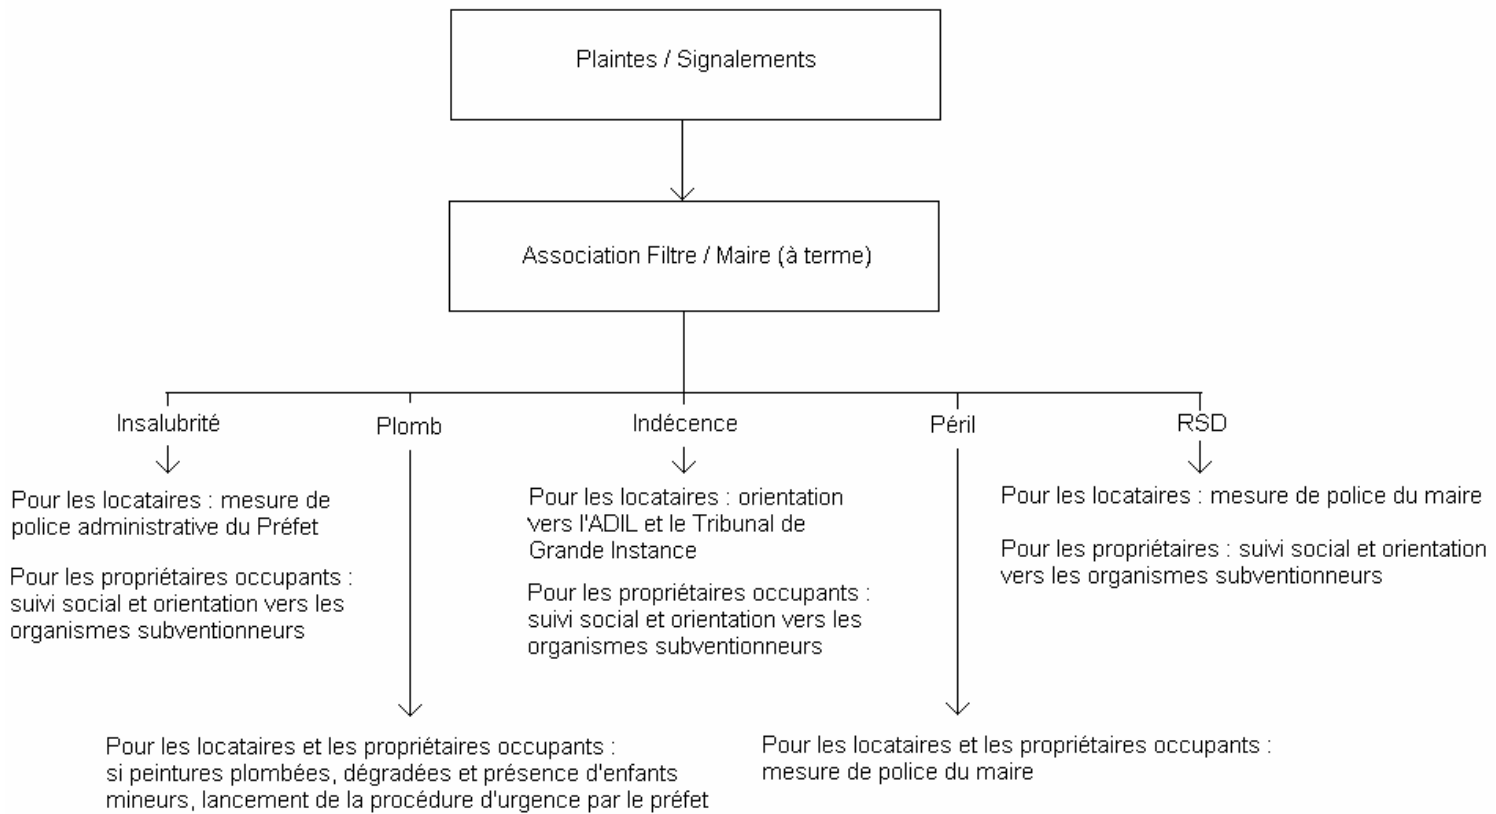 Plaintes / Signalements
Association Filtre / Maire (à terme)
Insalubrité
Plomb
Indécence
Péril
RSD
Pour les locataires : mesure de
police administrative du Préfet
Pour les propriétaires occupants :
suivi social et orientation vers les
organismes subventionneurs
Pour les locataires : orientation
vers l'ADIL et le Tribunal de
Grande Instance
Pour les propriétaires occupants :
suivi social et orientation vers les
organismes subventionneurs
Pour les locataires : mesure de police du maire
Pour les propriétaires : suivi social et orientation
vers les organismes subventionneurs
Pour les locataires et les propriétaires occupants :
si peintures plombées, dégradées et présence d'enfants
mineurs, lancement de la procédure d'urgence par le préfet
Pour les locataires et les propriétaires occupants :
mesure de police du maire